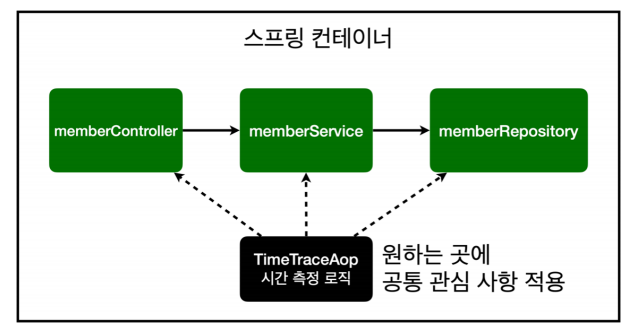 스프링 컨테이너
memberController
memberService
memberRepository
TimeTraceAop
시간 측정 로직
원하는 곳에
공통 관심 사항 적용